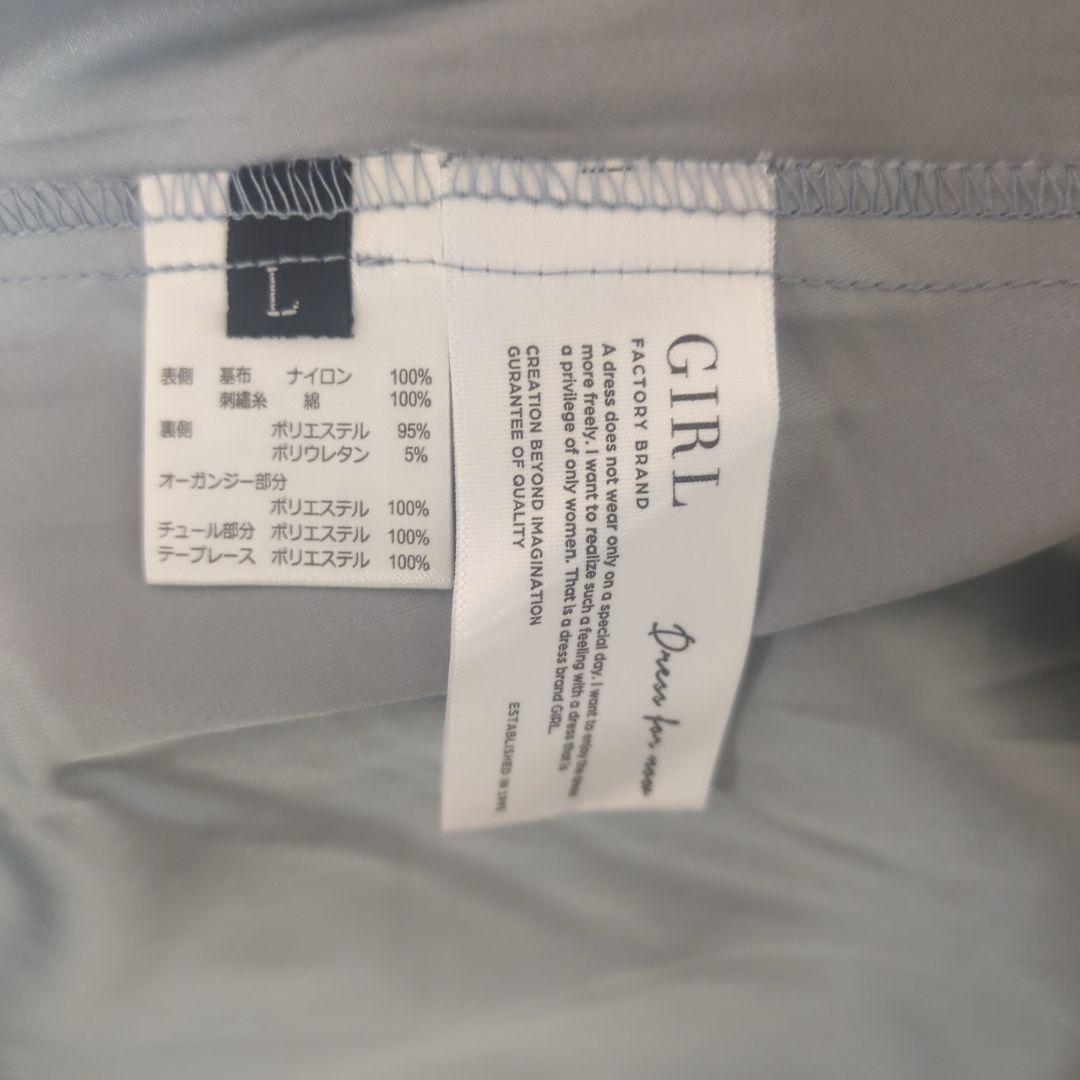 L
表側 基布 ナイロン 100%
刺繡糸 綿 100%
裏側 ポリエステル 95%
ポリウレタン 5%
オーガンジー部分
ポリエステル 100%
チュール部分 ポリエステル 100%
テープレース ポリエステル 100%
GIRL
FACTORY BRAND
Dress for now
A dress does not wear only on a special day. I want to enjoy the dress
more freely. I want to realize such a feeling with a dress that is
a privilege of only women. That is a dress brand GIRL.
CREATION BEYOND IMAGINATION
GURANTEE OF QUALITY
ESTABLISHED IN 1995